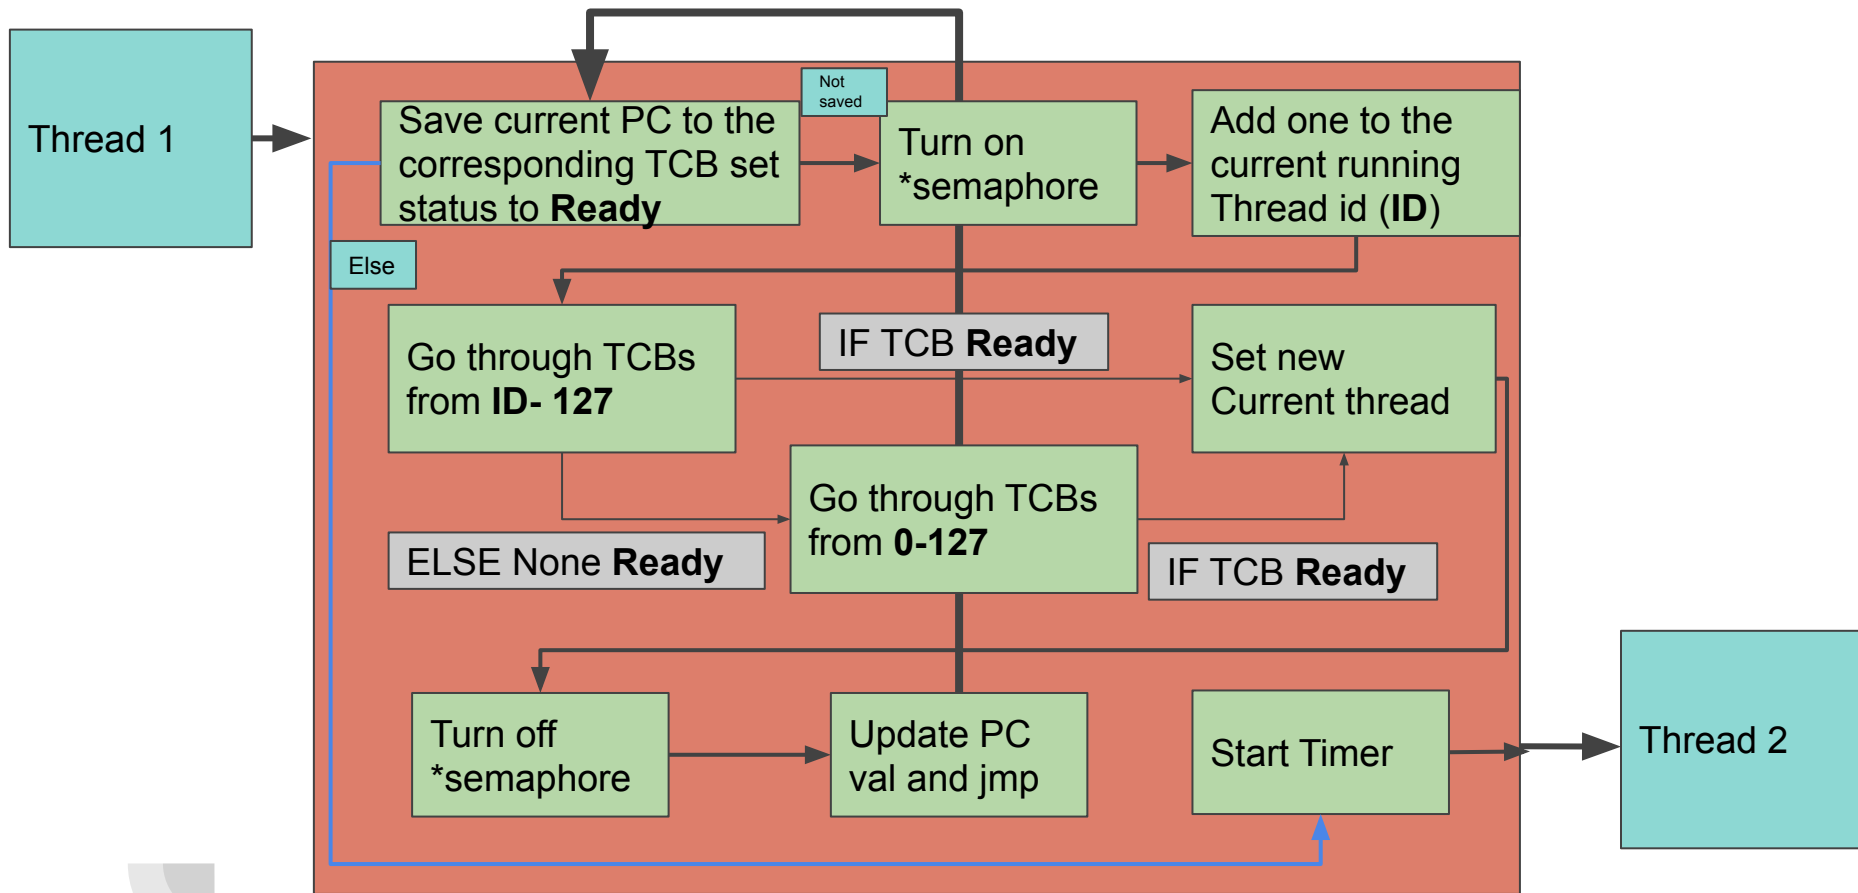 Thread 1
Save current PC to the
corresponding TCB set
status to Ready
Not
saved
Turn on
*semaphore
Add one to the
current running
Thread id (ID)
Else
Go through TCBs
from ID- 127
IF TCB Ready
Set new
Current thread
Go through TCBs
from 0-127
ELSE None Ready
IF TCB Ready
Turn off
*semaphore
Update PC
val and jmp
Start Timer
Thread 2